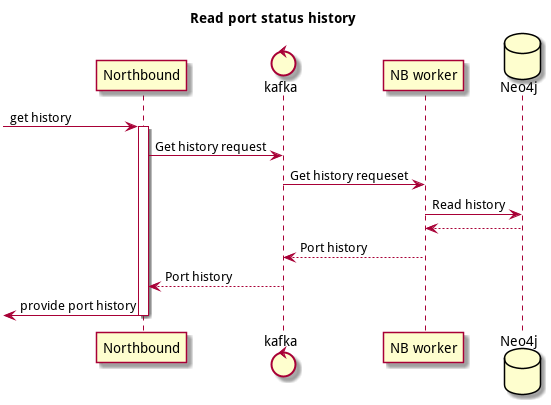 Read port status history
Northbound
kafka
NB worker
Neo4j
get history
Get history request
Get history requeset
Read history
Port history
Port history
provide port history
Northbound
kafka
NB worker
Neo4j